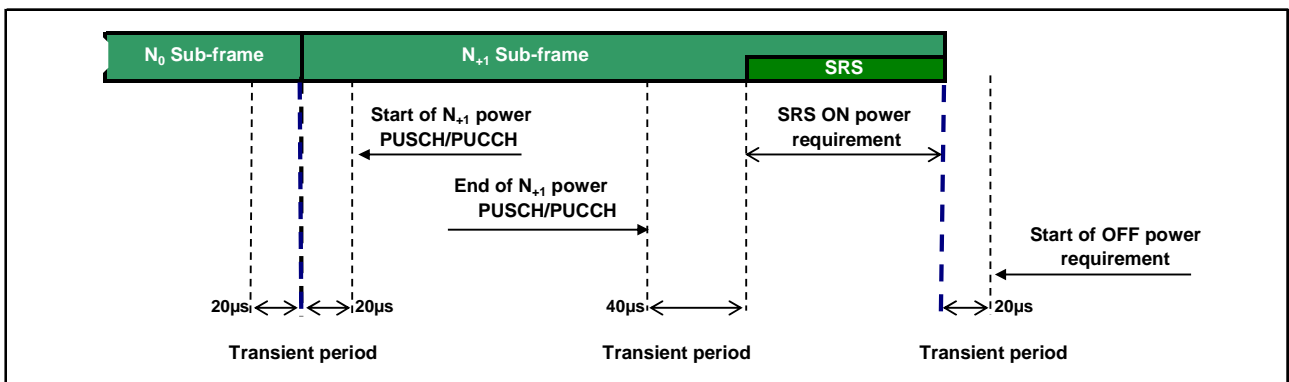 N0 Sub-frame
N+1 Sub-frame
SRS
Start of N+1 power
PUSCH/PUCCH
SRS ON power
requirement
End of N+1 power
PUSCH/PUCCH
Start of OFF power
requirement
20µs
20µs
40µs
20µs
Transient period
Transient period
Transient period